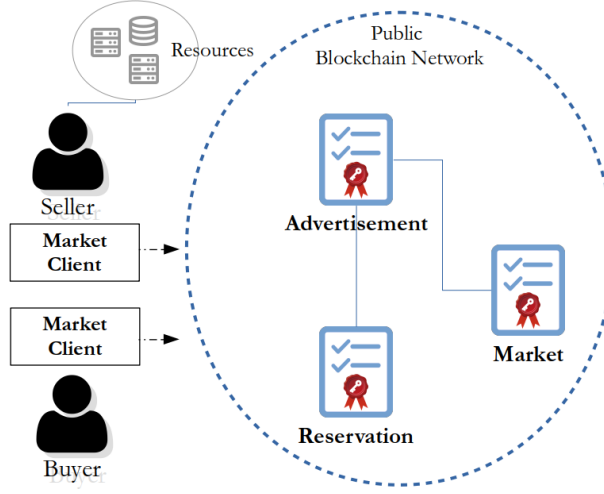 Resources
Public
Blockchain Network
Seller
Advertisement
Market
Client
Market
Client
Market
Reservation
Buyer